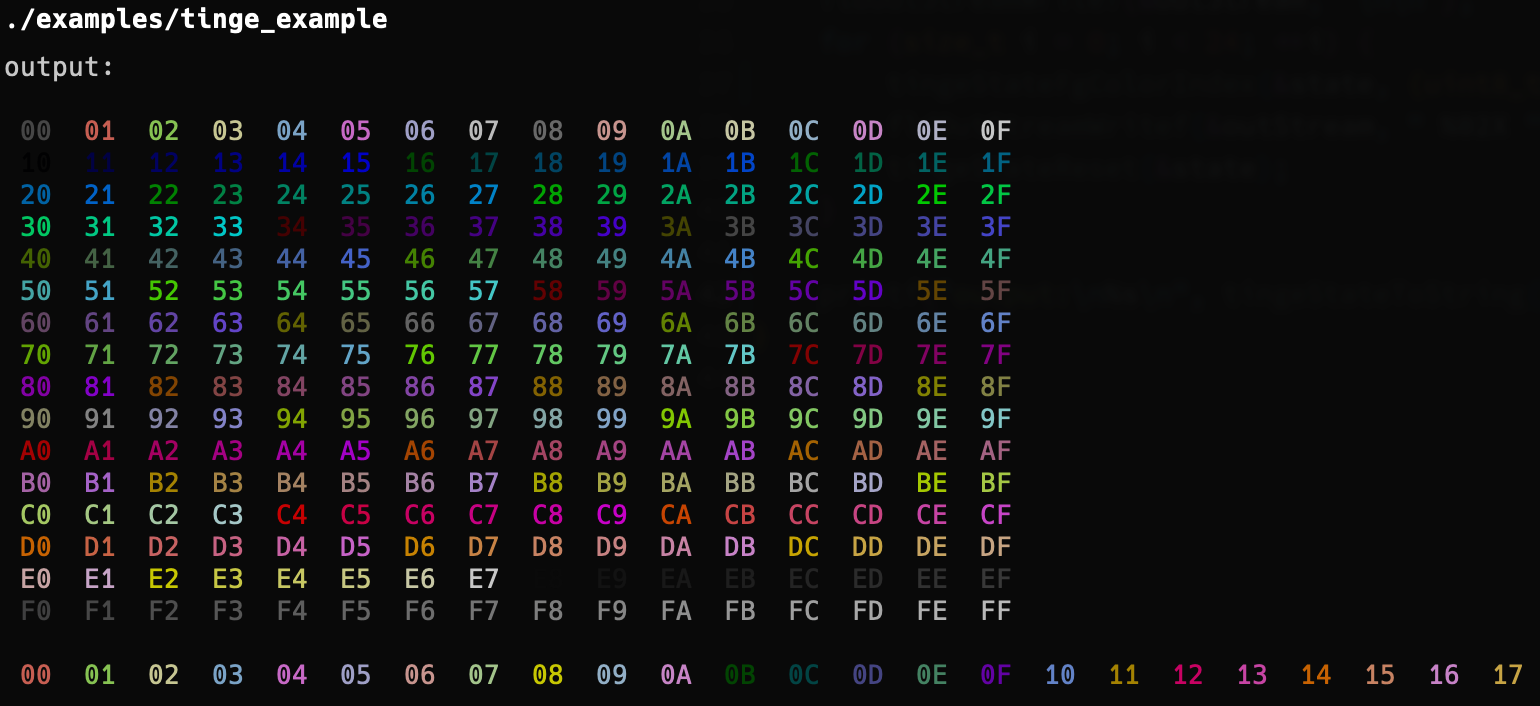 ./examples/tinge_example
output:
00 01 02 03 04 05 06 07 08 09 0A 0B 0C 0D 0E 0F
10 11 12 13 14 15 16 17 18 19 1A 1B 1C 1D 1E 1F
20 21 22 23 24 25 26 27 28 29 2A 2B 2C 2D 2E 2F
30 31 32 33 34 35 36 37 38 39 3A 3B 3C 3D 3E 3F
40 41 42 43 44 45 46 47 48 49 4A 4B 4C 4D 4E 4F
50 51 52 53 54 55 56 57 58 59 5A 5B 5C 5D 5E 5F
60 61 62 63 64 65 66 67 68 69 6A 6B 6C 6D 6E 6F
70 71 72 73 74 75 76 77 78 79 7A 7B 7C 7D 7E 7F
80 81 82 83 84 85 86 87 88 89 8A 8B 8C 8D 8E 8F
90 91 92 93 94 95 96 97 98 99 9A 9B 9C 9D 9E 9F
A0 A1 A2 A3 A4 A5 A6 A7 A8 A9 AA AB AC AD AE AF
B0 B1 B2 B3 B4 B5 B6 B7 B8 B9 BA BB BC BD BE BF
C0 C1 C2 C3 C4 C5 C6 C7 C8 C9 CA CB CC CD CE CF
D0 D1 D2 D3 D4 D5 D6 D7 D8 D9 DA DB DC DD DE DF
E0 E1 E2 E3 E4 E5 E6 E7 E9 EA EB EC ED EE EF
F0 F1 F2 F3 F4 F5 F6 F7 F8 F9 FA FB FC FD FE FF
00 01 02 03 04 05 06 07 08 09 0A 0B 0C 0D 0E 0F 10 11 12 13 14 15 16 17